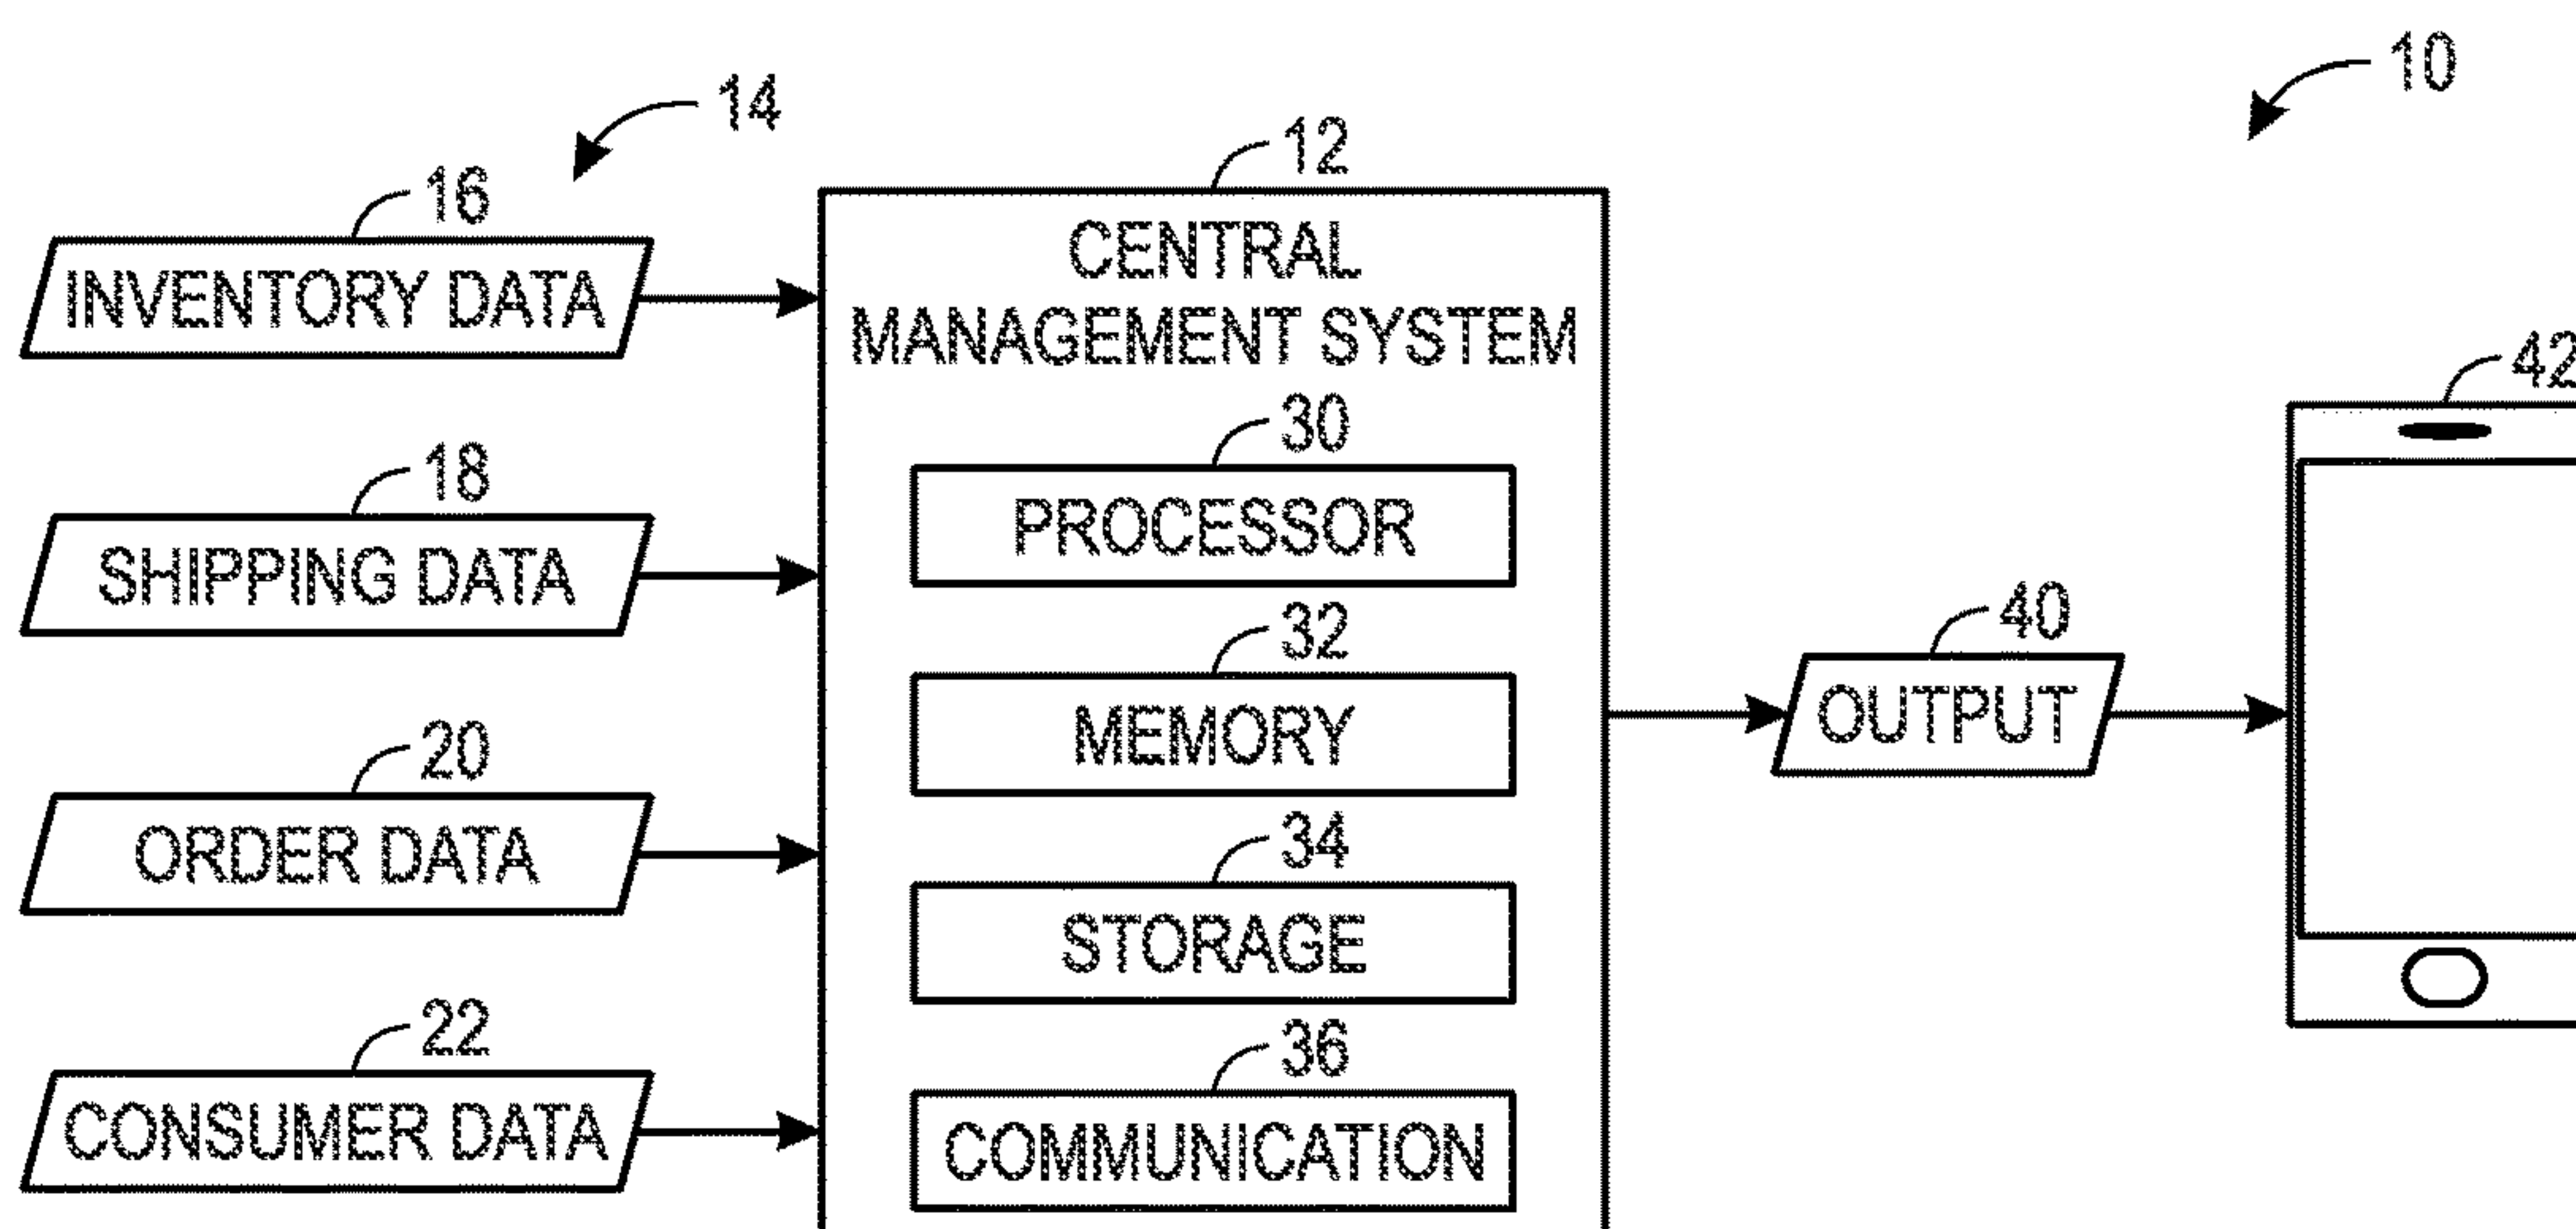 10
14
12
16
INVENTORY DATA
CENTRAL
MANAGEMENT SYSTEM
18
SHIPPING DATA
30
PROCESSOR
20
ORDER DATA
32
MEMORY
34
STORAGE
22
CONSUMER DATA
36
COMMUNICATION
40
OUTPUT
42